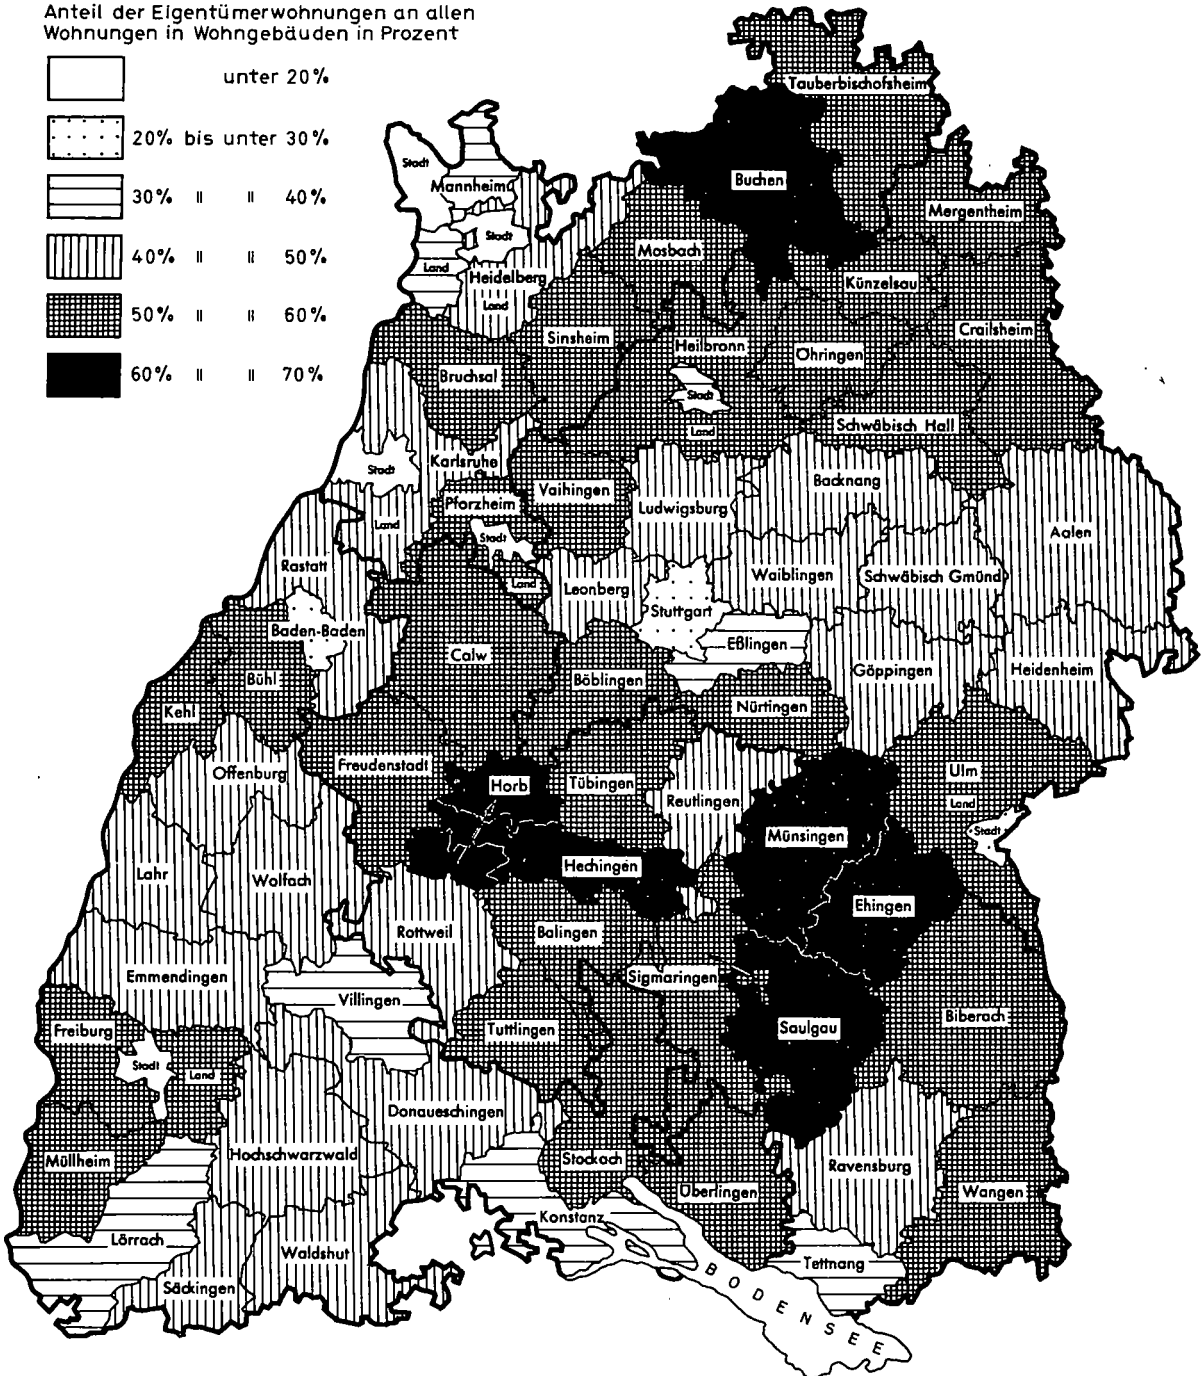 Anteil der Eigentümerwohnungen an allen
Wohnungen in Wohngebäuden in Prozent
unter 20%
20% bis unter 30%
30% " " 40%
40% " " 50%
50% " " 60%
60% " " 70%
Tauberbischofsheim
Stadt
Mannheim
Buchen
Mergentheim
Stadt
Mosbach
Land
Heidelberg
Künzelsau
Land
Crailsheim
Sinsheim
Heilbronn
Öhringen
Bruchsal
Stadt
Schwäbisch Hall
Land
Karlsruhe
Stadt
Backnang
Vaihingen
Pforzheim
Ludwigsburg
Land
Aalen
Stadt
Rastatt
Waiblingen
Schwäbisch Gmünd
Land
Leonberg
Stuttgart
Baden-Baden
Eßlingen
Calw
Göppingen
Heidenheim
Bühl
Böblingen
Nürtingen
Kehl
Freudenstadt
Offenburg
Ulm
Horb
Tübingen
Reutlingen
Land
Münsingen
Stadt
Hechingen
Lahr
Wolfach
Ehingen
Rottweil
Balingen
Emmendingen
Sigmaringen
Villingen
Biberach
Freiburg
Tuttlingen
Saulgau
Stadt
Land
Donaueschingen
Hochschwarzwald
Müllheim
Stockach
Ravensburg
Überlingen
Wangen
Konstanz
Lörrach
Waldshut
Tettnang
Säckingen
BODENSEE